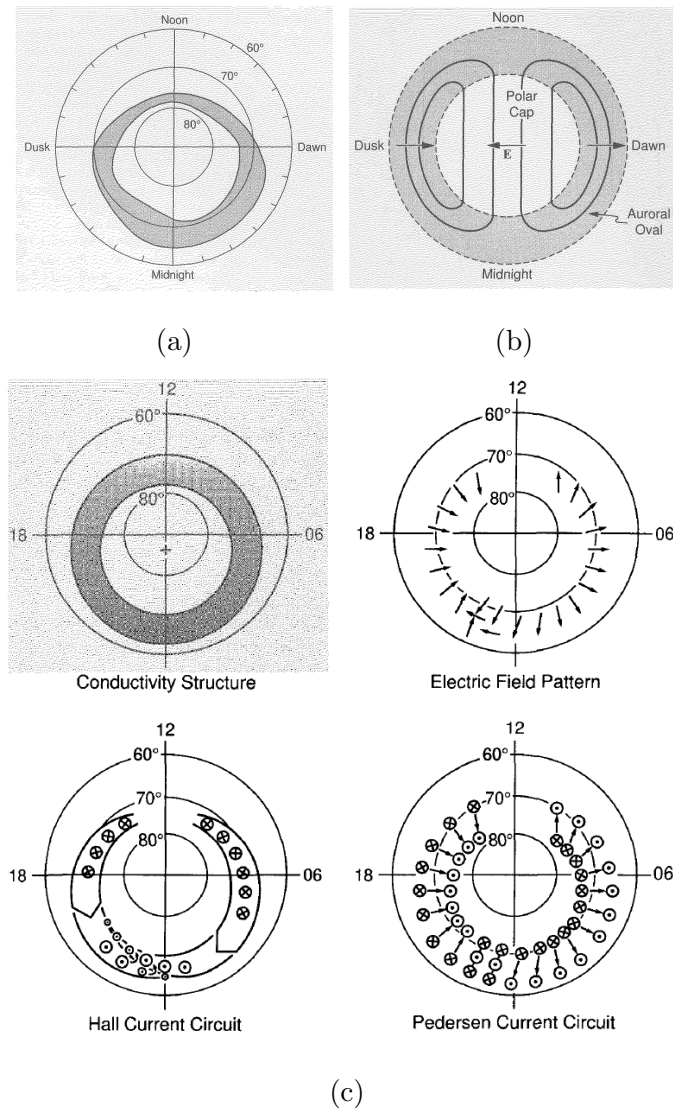 Noon
60°
70°
80°
Dusk
Dawn
Midnight
(a)
Noon
Polar
Cap
Dusk
E
Dawn
Auroral
Oval
Midnight
(b)
12
60°
70°
80°
18
06
Conductivity Structure
12
60°
70°
80°
18
06
Electric Field Pattern
12
60°
70°
80°
18
06
Hall Current Circuit
12
60°
70°
80°
18
06
Pedersen Current Circuit
(c)